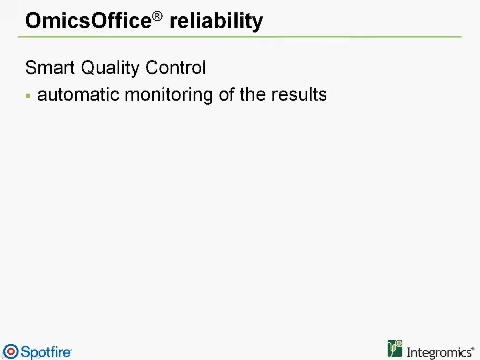 OmicsOffice® reliability
Smart Quality Control
▪ automatic monitoring of the results
Spotfire
Integromics